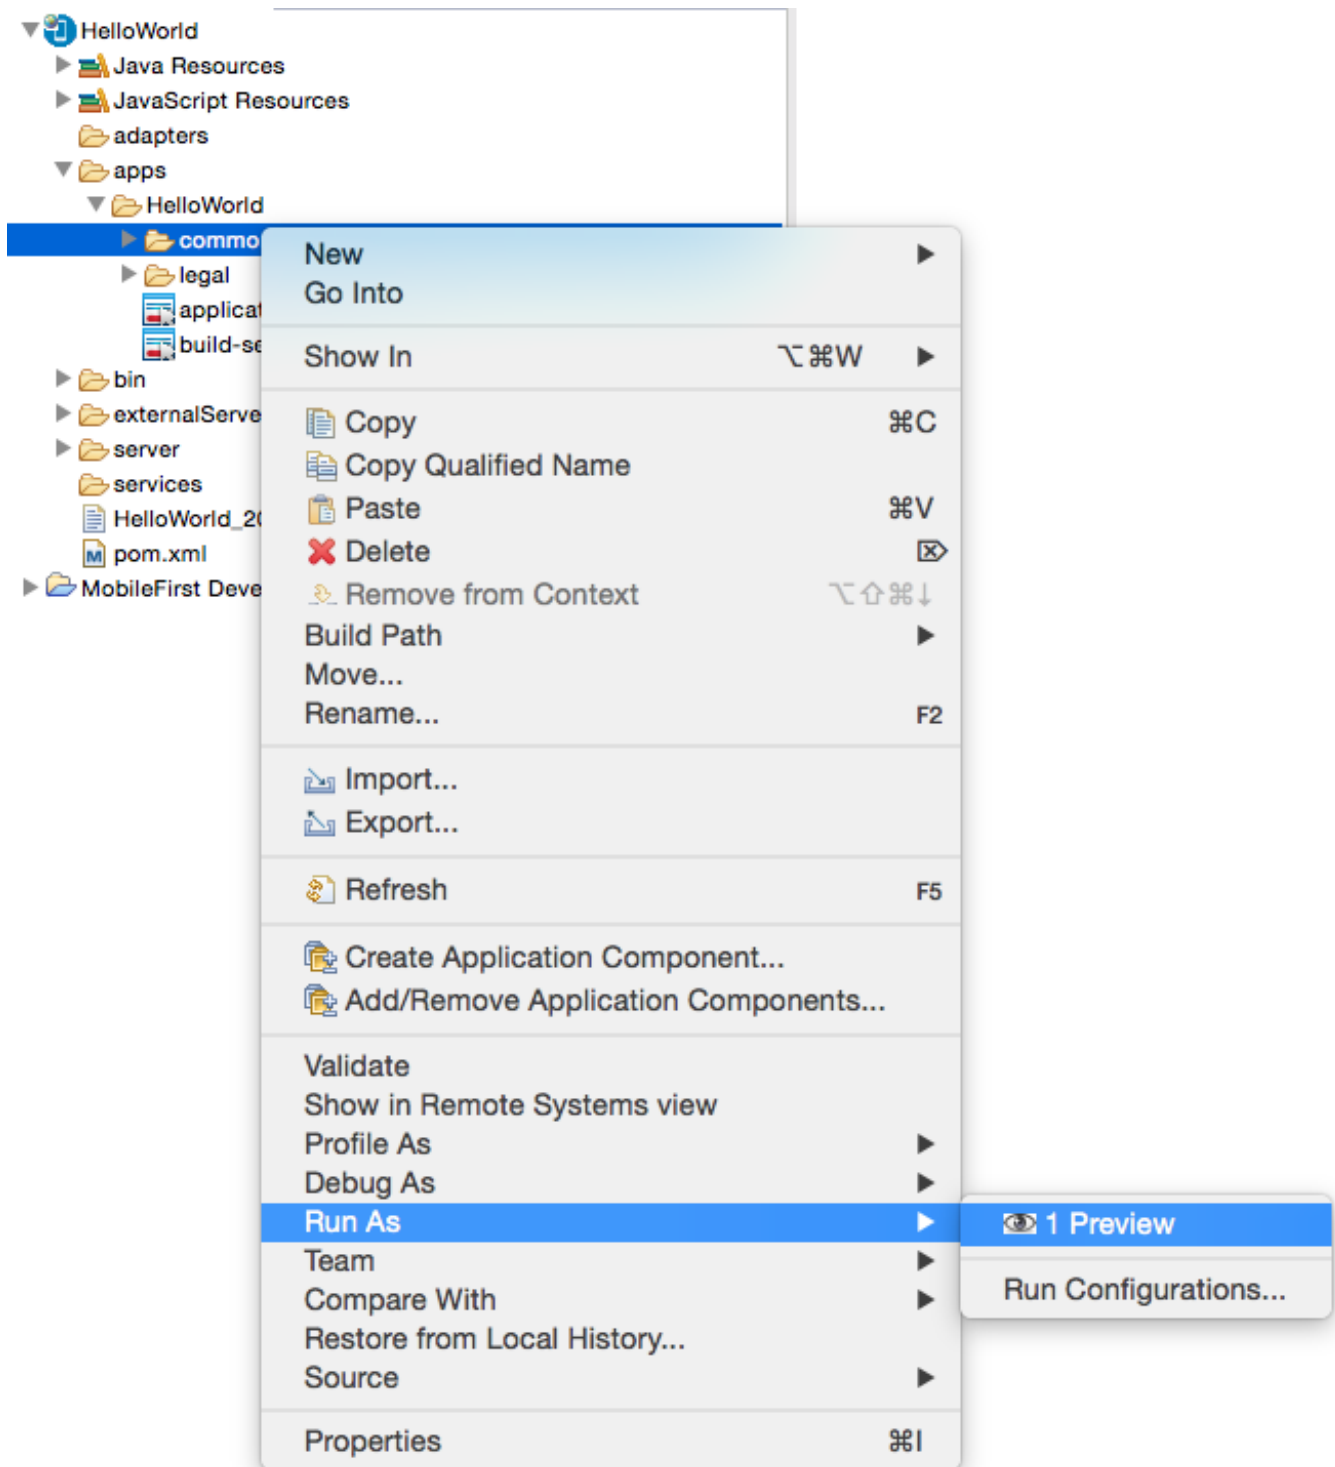 HelloWorld
Java Resources
JavaScript Resources
adapters
apps
HelloWorld
commo
legal
applicat
build-se
bin
externalServe
server
services
HelloWorld_20
pom.xml
MobileFirst Deve
New
Go Into
Show In ⌥⌘W
Copy ⌘C
Copy Qualified Name
Paste ⌘V
Delete ⌦
Remove from Context ⌥⇧⌘↓
Build Path
Move...
Rename... F2
Import...
Export...
Refresh F5
Create Application Component...
Add/Remove Application Components...
Validate
Show in Remote Systems view
Profile As
Debug As
Run As
1 Preview
Run Configurations...
Team
Compare With
Restore from Local History...
Source
Properties ⌘I